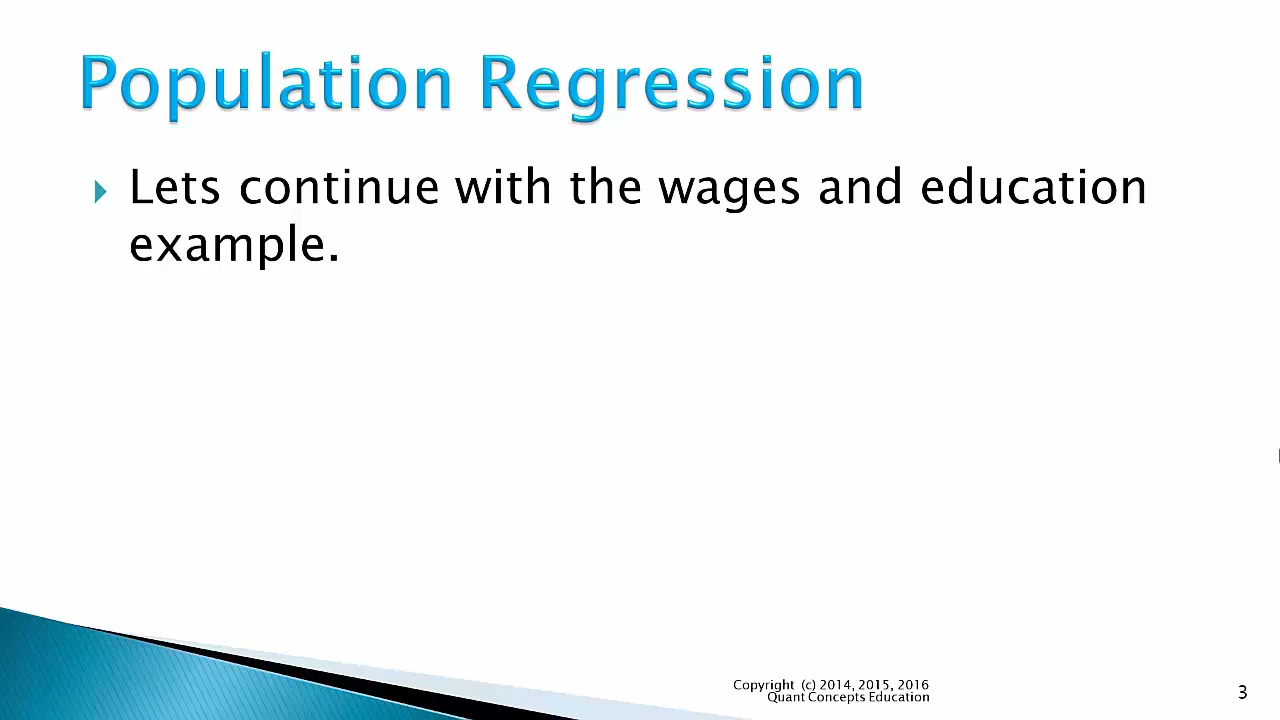 Population Regression
Lets continue with the wages and education
example.
Copyright (c) 2014, 2015, 2016
Quant Concepts Education
3